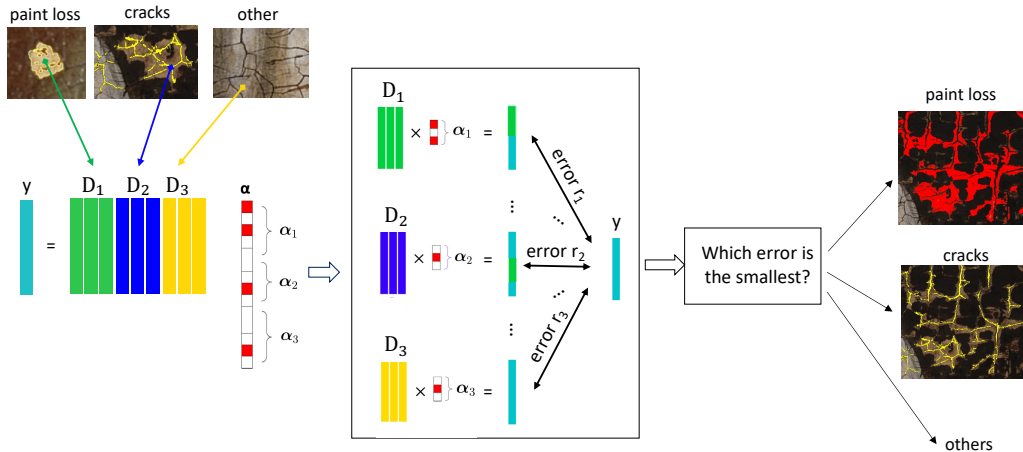 paint loss
cracks
other
y
=
D₁ D₂ D₃
α
α₁
α₂
α₃
D₁
× α₁ =
error r₁
...
...
D₂
× α₂ =
error r₂
y
...
...
error r₃
D₃
× α₃ =
Which error is
the smallest?
paint loss
cracks
others